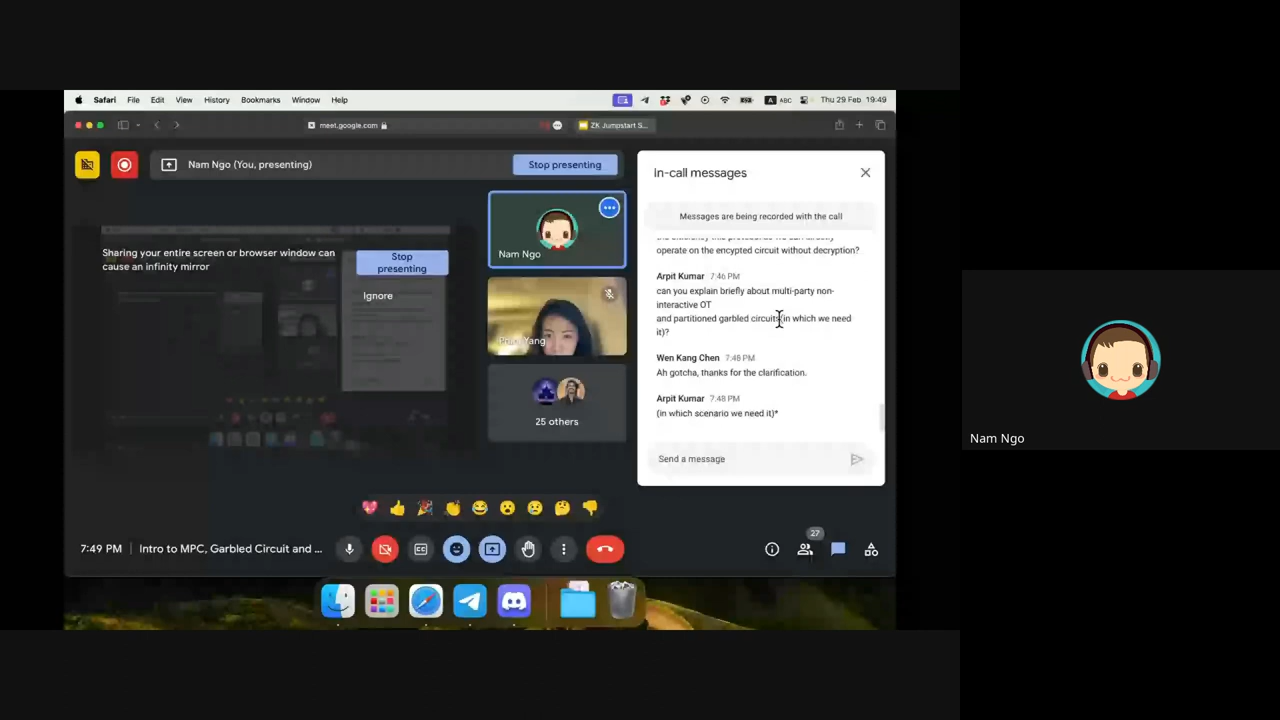 Safari File Edit View History Bookmarks Window Help
ABC Thu 29 Feb 19:49
meet.google.com
ZK Jumpstart S...
Nam Ngo (You, presenting)
Stop presenting
Sharing your entire screen or browser window can
cause an infinity mirror
Stop
presenting
Ignore
Nam Ngo
Yang
25 others
In-call messages
Messages are being recorded with the call
operate on the encypted circuit without decryption?
Arpit Kumar 7:46 PM
can you explain briefly about multi-party non-
interactive OT
and partitioned garbled circuits(in which we need
it)?
Wen Kang Chen 7:48 PM
Ah gotcha, thanks for the clarification.
Arpit Kumar 7:48 PM
(in which scenario we need it)*
Send a message
7:49 PM | Intro to MPC, Garbled Circuit and ...
27
Nam Ngo